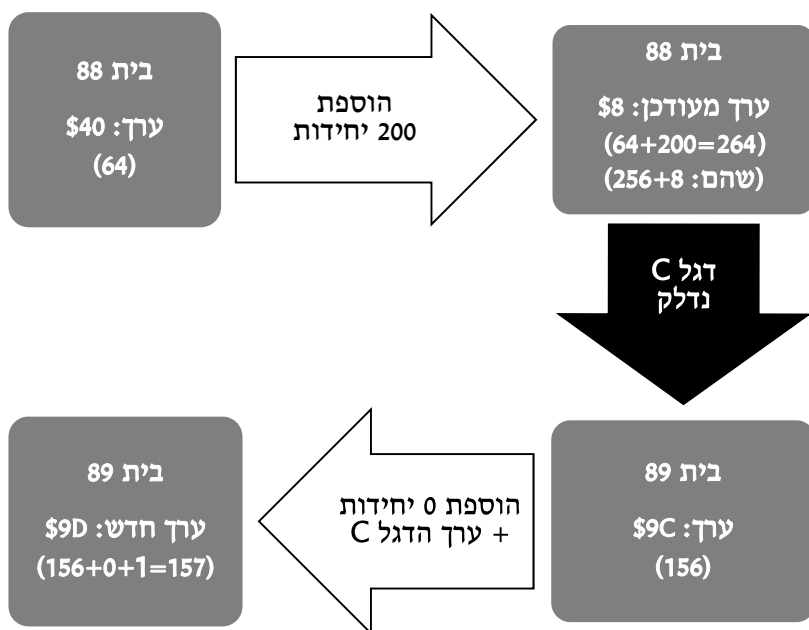 בית 88
ערך: $40
(64)
הוספת
200 יחידות
בית 88
ערך מעודכן: $8
(64+200=264)
(שהם: 256+8)
דגל C
נדלק
בית 89
ערך: $9C
(156)
הוספת 0 יחידות
+ ערך הדגל C
בית 89
ערך חדש: $9D
(156+0+1=157)